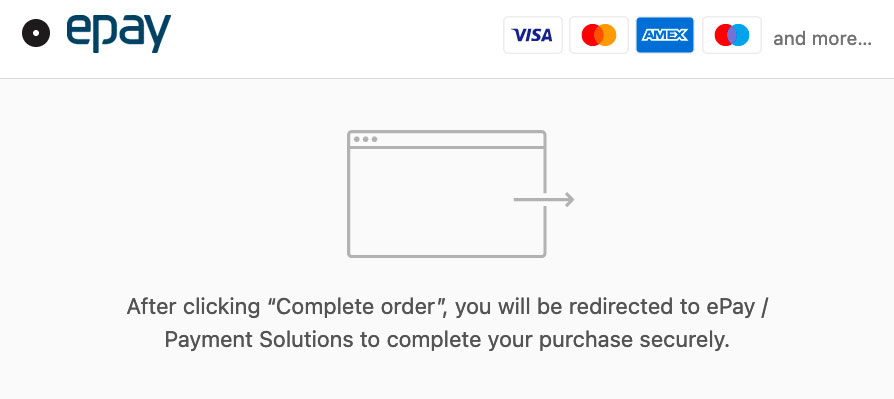 epay
VISA AMEX and more...
After clicking “Complete order”, you will be redirected to ePay /
Payment Solutions to complete your purchase securely.